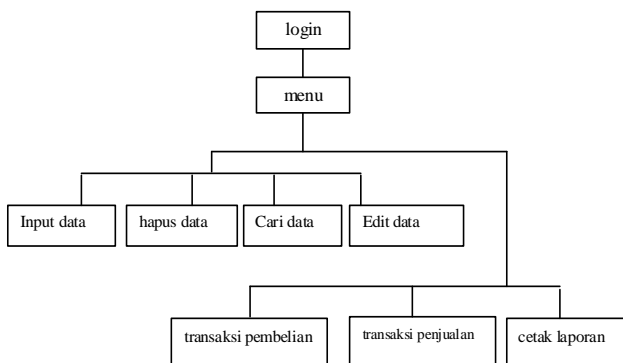 login
menu
Input data
hapus data
Cari data
Edit data
transaksi pembelian
transaksi penjualan
cetak laporan